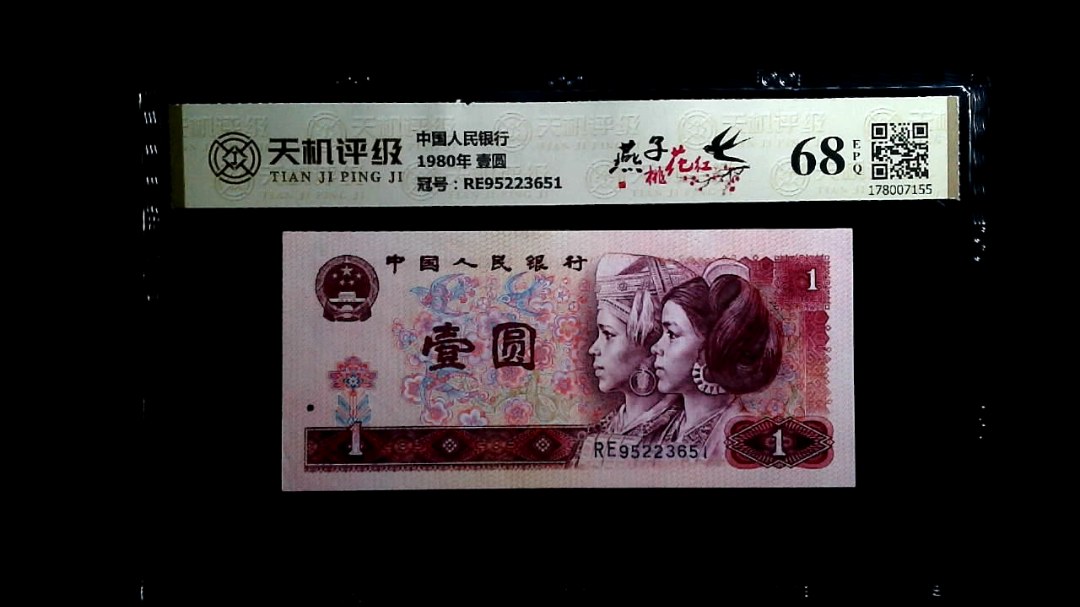 天机评级
TIAN JI PING JI
中国人民银行
1980年 壹圆
冠号：RE95223651
燕子
桃花红
68
EPQ
178007155
中国人民银行
1
壹圆
1
RE95223651
1